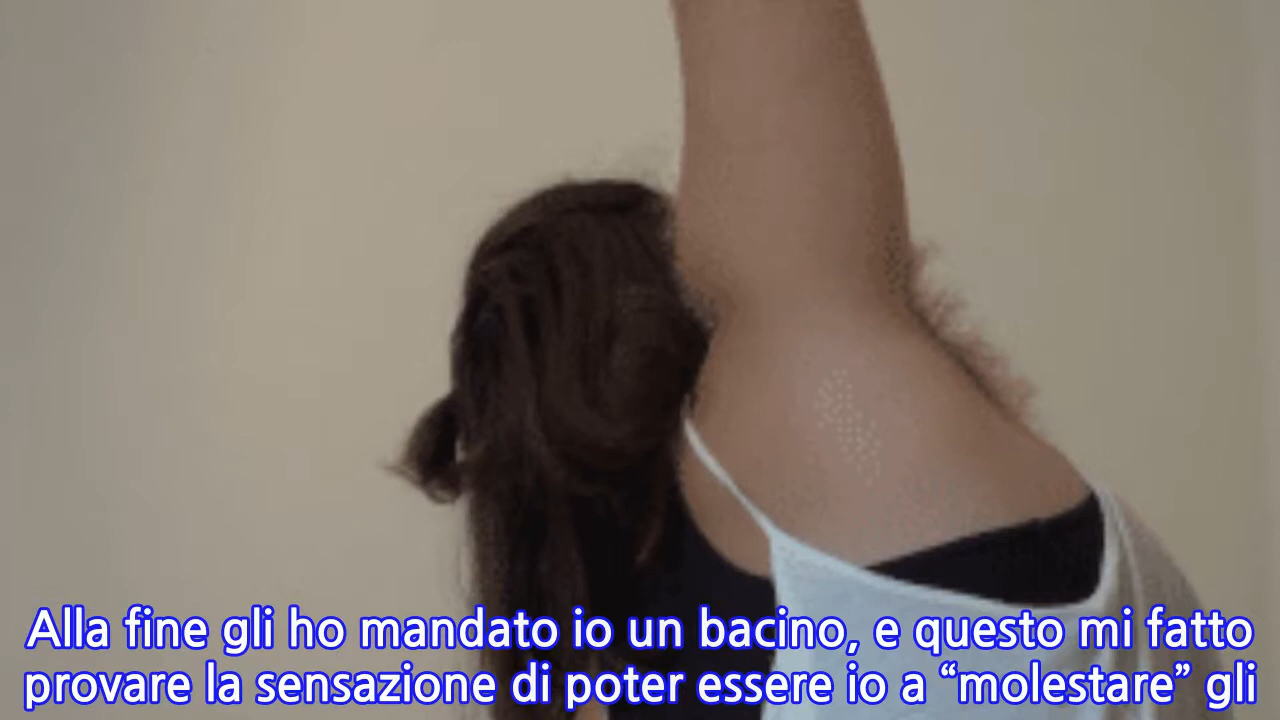 Alla fine gli ho mandato io un bacino, e questo mi fatto
provare la sensazione di poter essere io a “molestare” gli